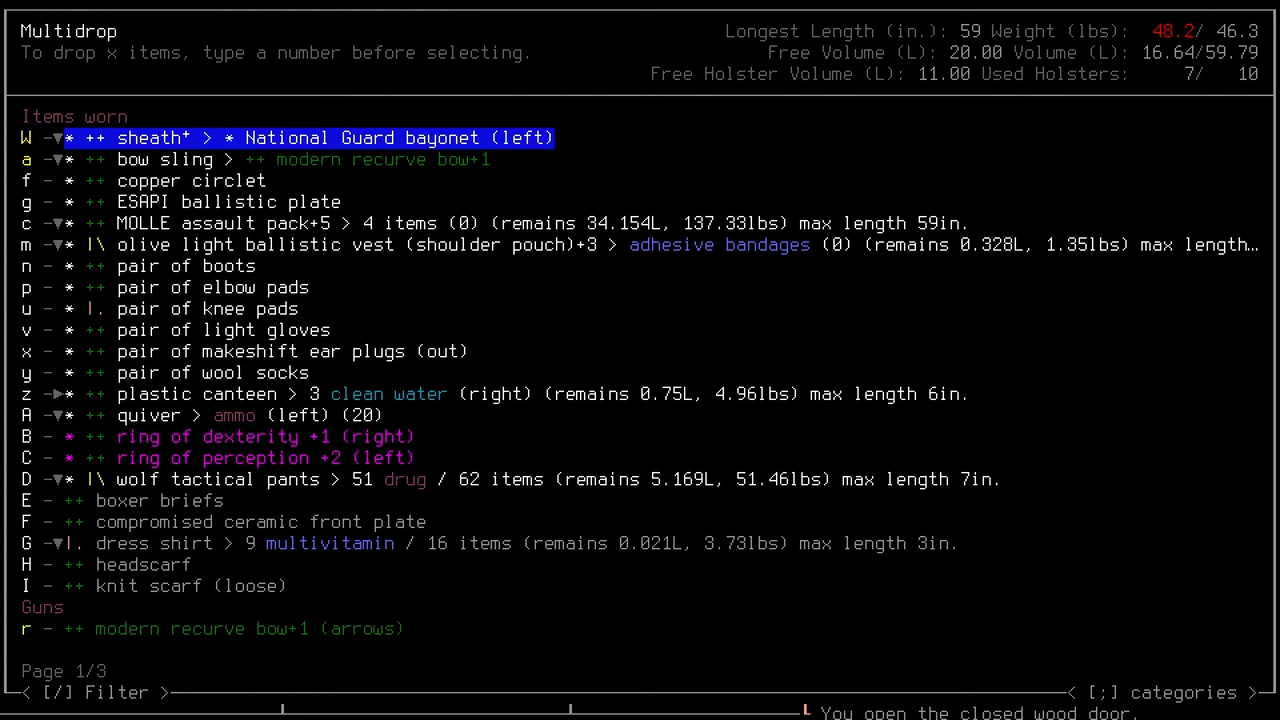 Multidrop
Longest Length (in.): 59 Weight (lbs): 48.2/ 46.3
To drop x items, type a number before selecting.
Free Volume (L): 20.00 Volume (L): 16.64/59.79
Free Holster Volume (L): 11.00 Used Holsters: 7/ 10
Items worn
W -▼* ++ sheath⁺ > * National Guard bayonet (left)
a -▼* ++ bow sling > ++ modern recurve bow+1
f - * ++ copper circlet
g - * ++ ESAPI ballistic plate
c -▼* ++ MOLLE assault pack+5 > 4 items (0) (remains 34.154L, 137.33lbs) max length 59in.
m -▼* |\ olive light ballistic vest (shoulder pouch)+3 > adhesive bandages (0) (remains 0.328L, 1.35lbs) max length…
n - * ++ pair of boots
p - * ++ pair of elbow pads
u - * |. pair of knee pads
v - * ++ pair of light gloves
x - * ++ pair of makeshift ear plugs (out)
y - * ++ pair of wool socks
z -▶* ++ plastic canteen > 3 clean water (right) (remains 0.75L, 4.96lbs) max length 6in.
A -▼* ++ quiver > ammo (left) (20)
B - * ++ ring of dexterity +1 (right)
C - * ++ ring of perception +2 (left)
D -▼* |\ wolf tactical pants > 51 drug / 62 items (remains 5.169L, 51.46lbs) max length 7in.
E - ++ boxer briefs
F - ++ compromised ceramic front plate
G -▼|. dress shirt > 9 multivitamin / 16 items (remains 0.021L, 3.73lbs) max length 3in.
H - ++ headscarf
I - ++ knit scarf (loose)
Guns
r - ++ modern recurve bow+1 (arrows)
Page 1/3
< [/] Filter >
< [;] categories >
You open the closed wood door.